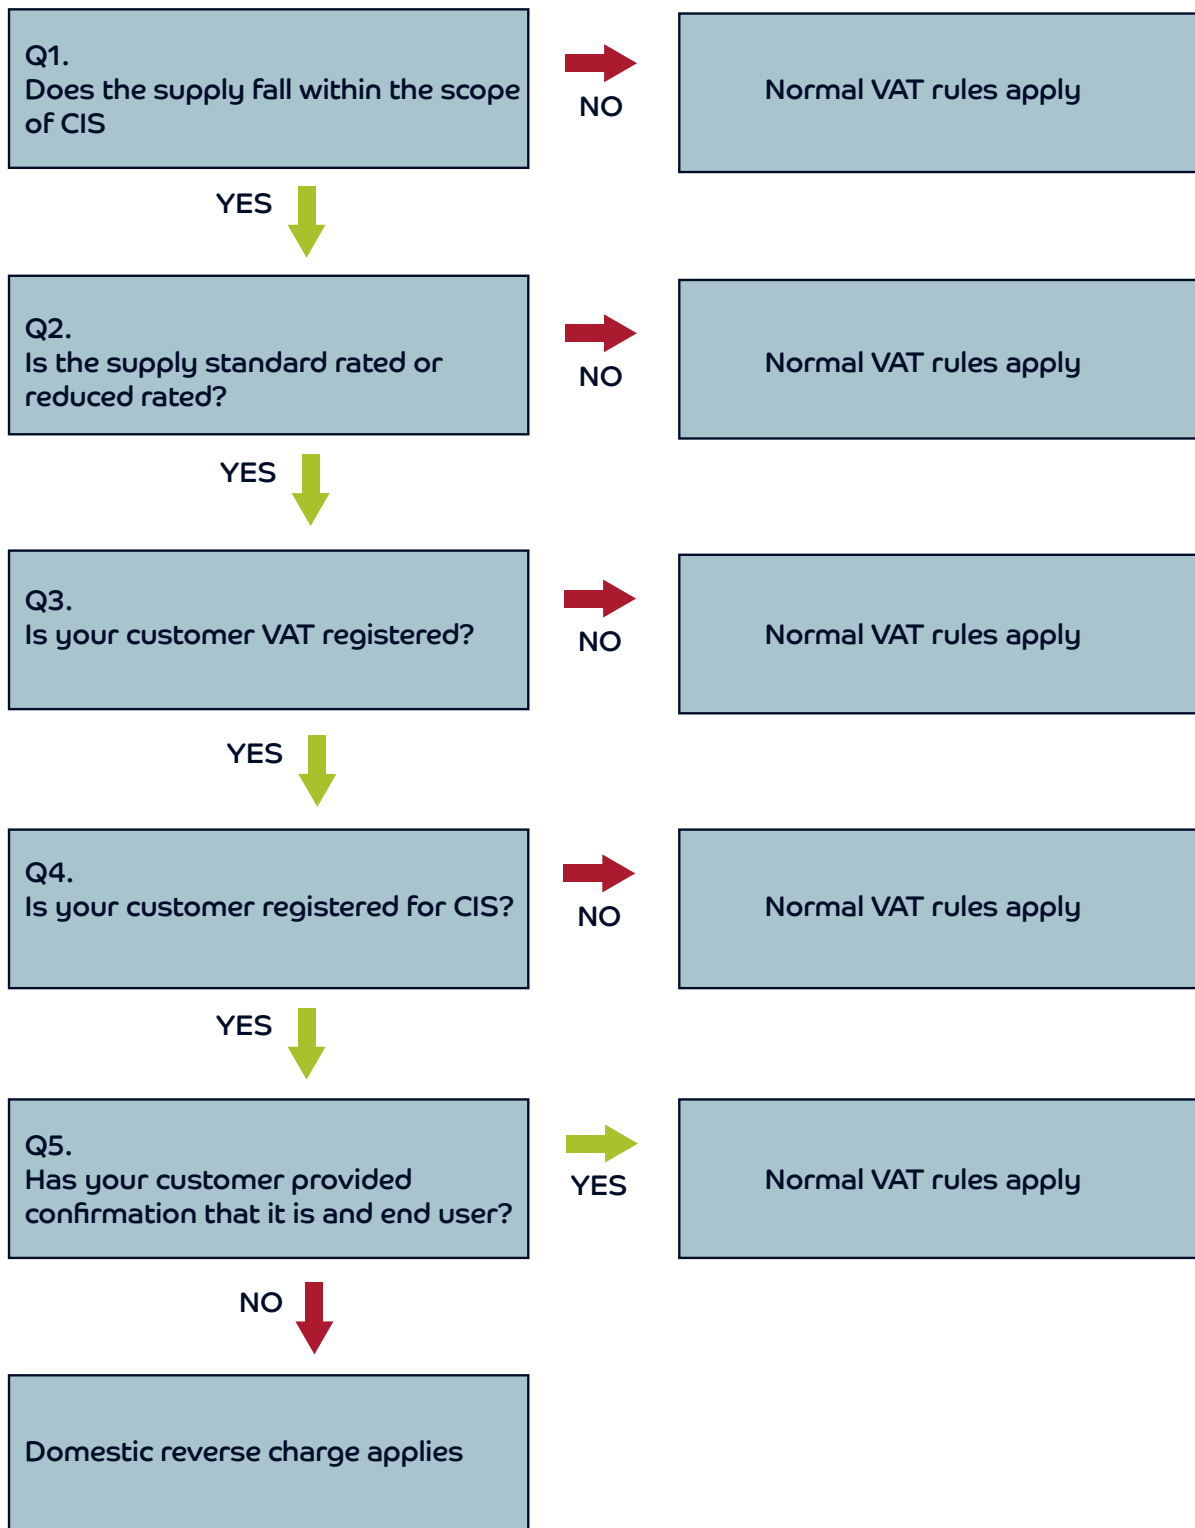 Q1.
Does the supply fall within the scope
of CIS
NO
Normal VAT rules apply
YES
Q2.
Is the supply standard rated or
reduced rated?
NO
Normal VAT rules apply
YES
Q3.
Is your customer VAT registered?
NO
Normal VAT rules apply
YES
Q4.
Is your customer registered for CIS?
NO
Normal VAT rules apply
YES
Q5.
Has your customer provided
confirmation that it is and end user?
YES
Normal VAT rules apply
NO
Domestic reverse charge applies